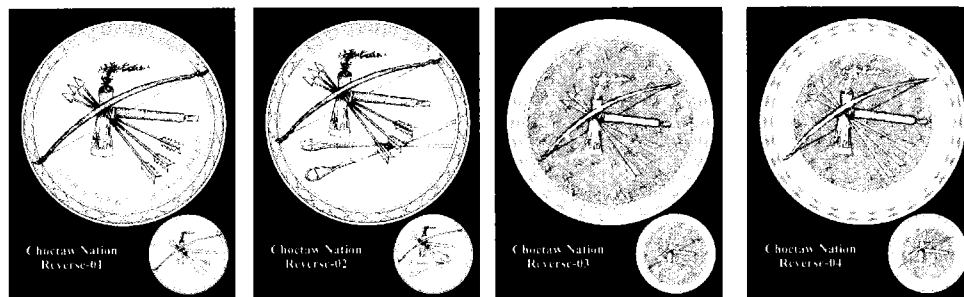 Choctaw Nation
Reverse-01
Choctaw Nation
Reverse-02
Choctaw Nation
Reverse-03
Choctaw Nation
Reverse-04